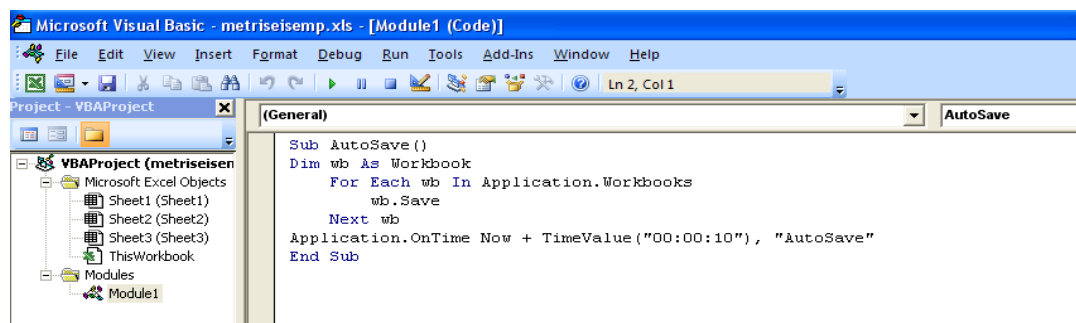 Microsoft Visual Basic - metriseisemp.xls - [Module1 (Code)]
File Edit View Insert Format Debug Run Tools Add-Ins Window Help
Ln 2, Col 1
Project - VBAProject
(General) AutoSave
VBAProject (metriseisen
Microsoft Excel Objects
Sheet1 (Sheet1)
Sheet2 (Sheet2)
Sheet3 (Sheet3)
ThisWorkbook
Modules
Module1
Sub AutoSave()
Dim wb As Workbook
For Each wb In Application.Workbooks
wb.Save
Next wb
Application.OnTime Now + TimeValue("00:00:10"), "AutoSave"
End Sub